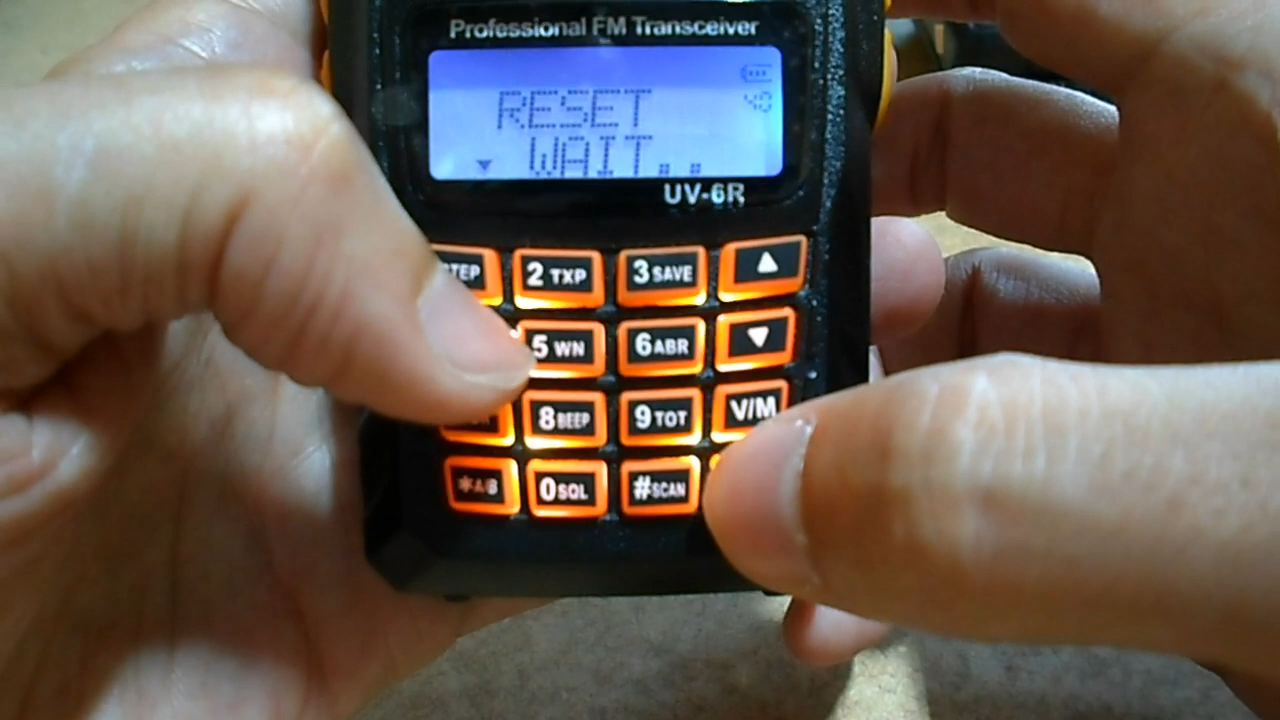 Professional FM Transceiver
RESET
WAIT..
UV-6R
2 TXP
3 SAVE
▲
5 WN
6 ABR
▼
8 BEEP
9 TOT
V/M
* A/B
0 SQL
# SCAN